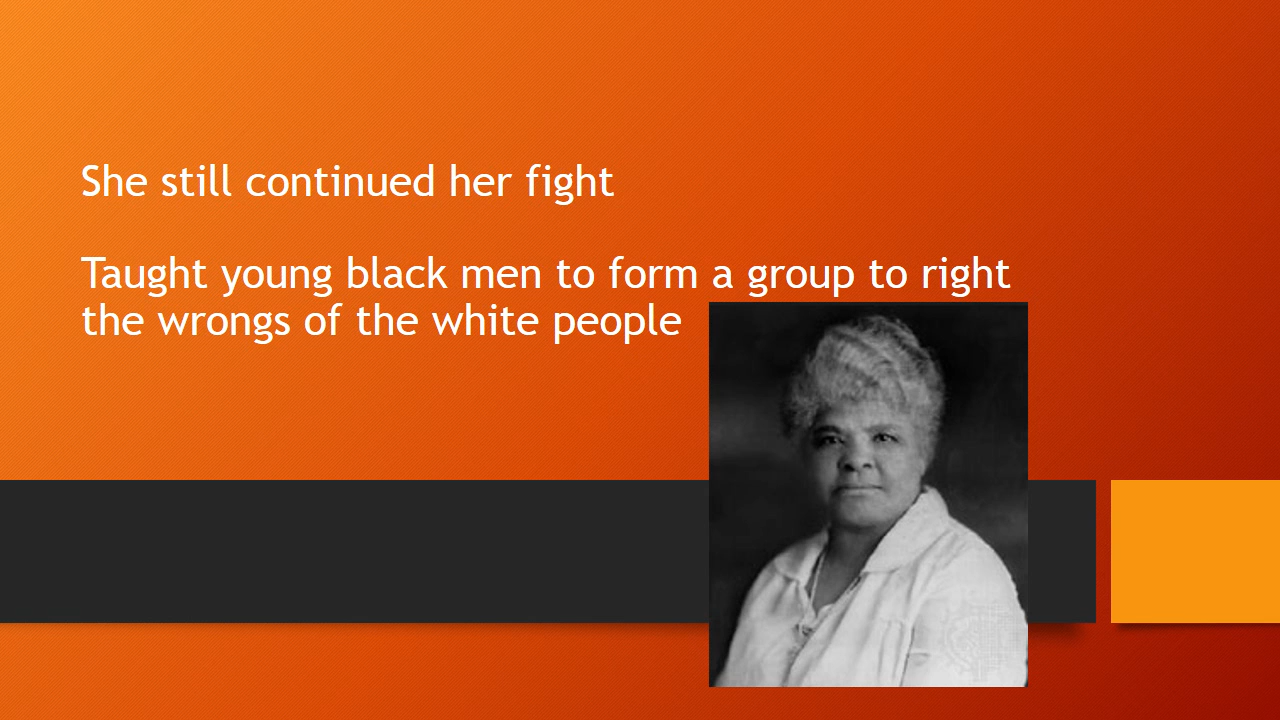 She still continued her fight
Taught young black men to form a group to right
the wrongs of the white people